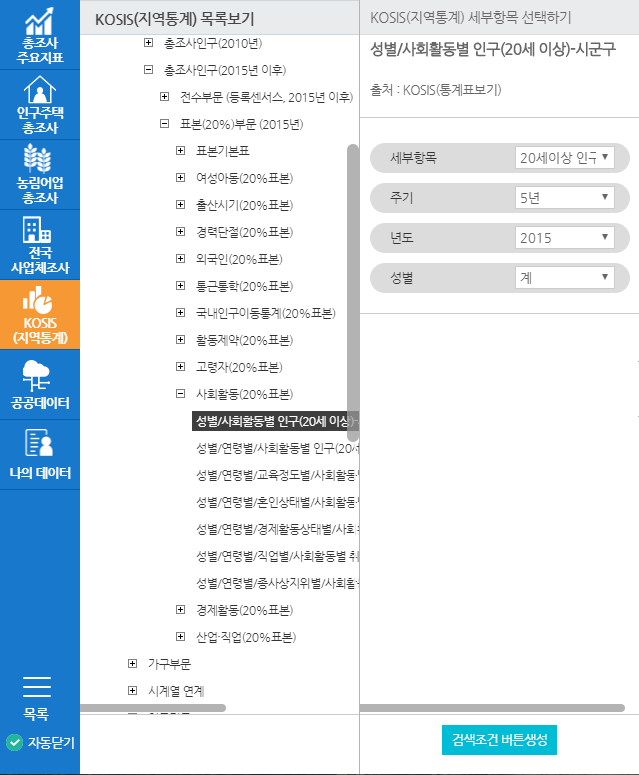 총조사
주요지표
인구주택
총조사
농림어업
총조사
전국
사업체조사
KOSIS
(지역통계)
공공데이터
나의 데이터
목록
자동닫기
KOSIS(지역통계) 목록보기
총조사인구(2010년)
총조사인구(2015년 이후)
전수부문 (등록센서스, 2015년 이후)
표본(20%)부문 (2015년)
표본기본표
여성아동(20%표본)
출산시기(20%표본)
경력단절(20%표본)
외국인(20%표본)
통근통학(20%표본)
국내인구이동통계(20%표본)
활동제약(20%표본)
고령자(20%표본)
사회활동(20%표본)
성별/사회활동별 인구(20세 이상)-
성별/연령별/사회활동별 인구(20
성별/연령별/교육정도별/사회활동
성별/연령별/혼인상태별/사회활동
성별/연령별/경제활동상태별/사회
성별/연령별/직업별/사회활동별 취
성별/연령별/종사상지위별/사회활
경제활동(20%표본)
산업·직업(20%표본)
가구부문
시계열 연계
KOSIS(지역통계) 세부항목 선택하기
성별/사회활동별 인구(20세 이상)-시군구
출처 : KOSIS(통계표보기)
세부항목 20세이상 인구
주기 5년
년도 2015
성별 계
검색조건 버튼생성